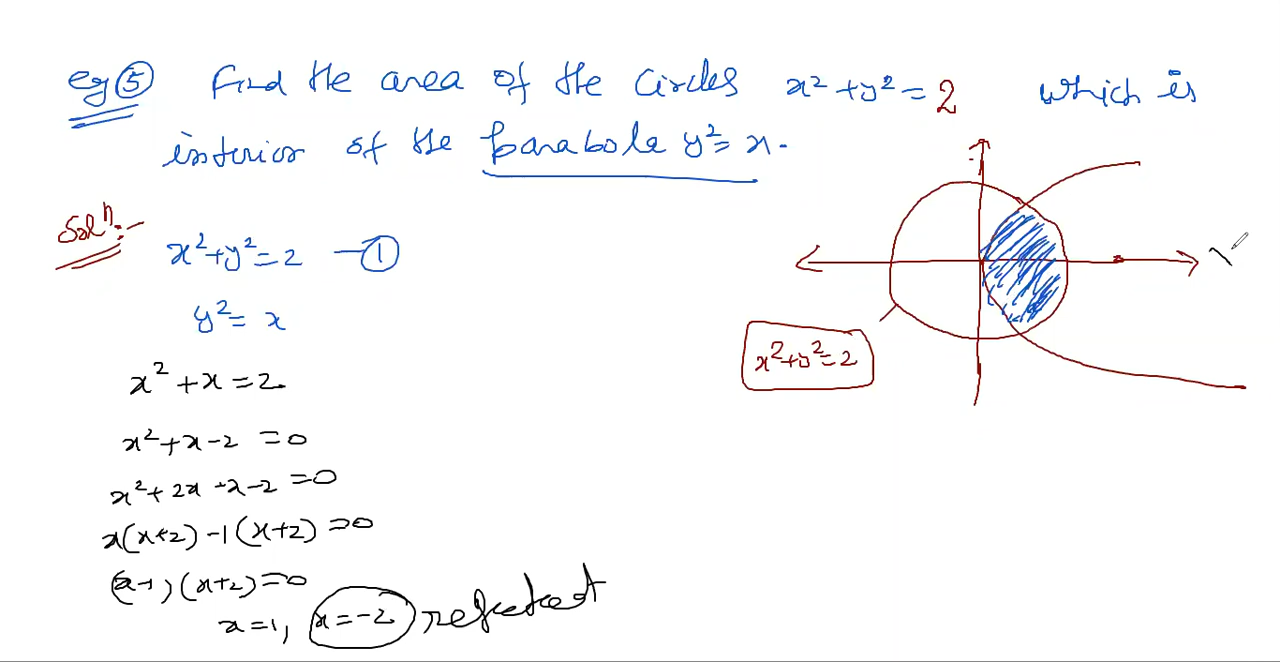 eg ⑤ Find the area of the Circles x²+y²=2 which is
interior of the parabola y²=x.
Solⁿ:-
x²+y²=2 —①
y²=x
x²+y²=2
x²+x=2
x²+x-2=0
x²+2x-x-2=0
x(x+2)-1(x+2)=0
(x-1)(x+2)=0
x=1, x=-2